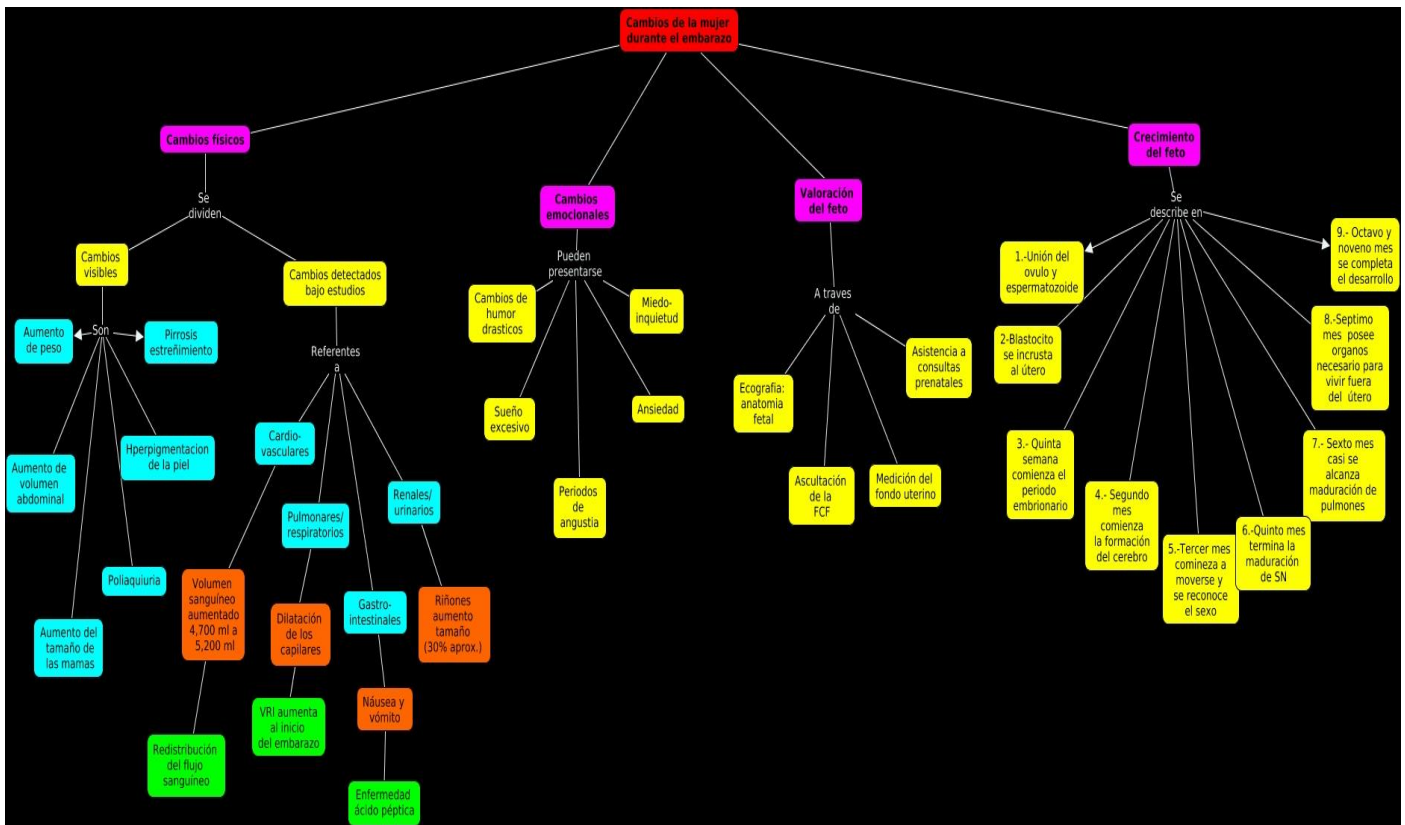 Cambios de la mujer
durante el embarazo
Cambios físicos
Se
dividen
Cambios
visibles
Son
Aumento
de peso
Pirrosis
estreñimiento
Aumento de
volumen
abdominal
Hperpigmentacion
de la piel
Poliaquiuria
Aumento del
tamaño de
las mamas
Cambios detectados
bajo estudios
Referentes
a
Cardio-
vasculares
Volumen
sanguíneo
aumentado
4,700 ml a
5,200 ml
Redistribución
del flujo
sanguíneo
Pulmonares/
respiratorios
Dilatación
de los
capilares
VRI aumenta
al inicio
del embarazo
Gastro-
intestinales
Náusea y
vómito
Enfermedad
ácido péptica
Renales/
urinarios
Riñones
aumento
tamaño
(30% aprox.)
Cambios
emocionales
Pueden
presentarse
Cambios de
humor
drasticos
Sueño
excesivo
Periodos
de
angustia
Ansiedad
Miedo-
inquietud
Valoración
del feto
A traves
de
Ecografía:
anatomia
fetal
Ascultación
de la
FCF
Medición del
fondo uterino
Asistencia a
consultas
prenatales
Crecimiento
del feto
Se
describe en
1.-Unión del
ovulo y
espermatozoide
2-Blastocito
se incrusta
al útero
3.- Quinta
semana
comienza el
periodo
embrionario
4.- Segundo
mes
comienza
la formación
del cerebro
5.-Tercer mes
comineza a
moverse y
se reconoce
el sexo
6.-Quinto mes
termina la
maduración
de SN
7.- Sexto mes
casi se
alcanza
maduración de
pulmones
8.-Septimo
mes posee
organos
necesario para
vivir fuera
del útero
9.- Octavo y
noveno mes
se completa
el desarrollo